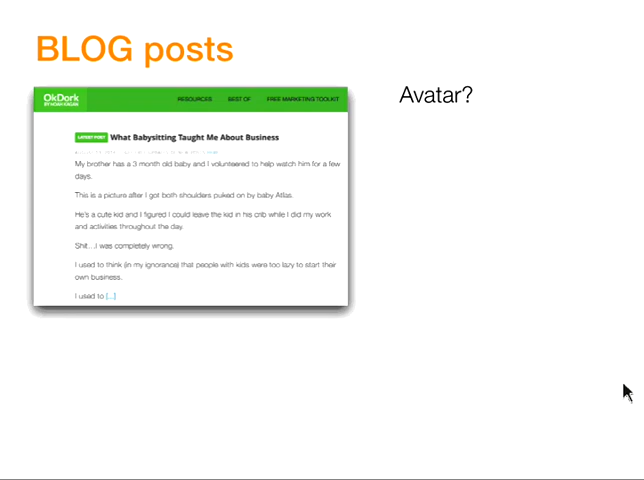 BLOG posts
Avatar?
OkDork
BY NOAH KAGAN
RESOURCES BEST OF FREE MARKETING TOOLKIT
LATEST POST What Babysitting Taught Me About Business
My brother has a 3 month old baby and I volunteered to help watch him for a few
days.
This is a picture after I got both shoulders puked on by baby Atlas.
He's a cute kid and I figured I could leave the kid in his crib while I did my work
and activities throughout the day.
Shit…I was completely wrong.
I used to think (in my ignorance) that people with kids were too lazy to start their
own business.
I used to [...]